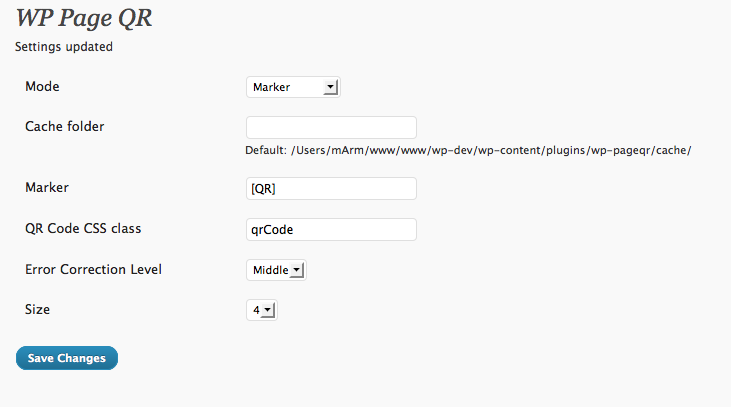 WP Page QR
Settings updated
Mode Marker
Cache folder
Default: /Users/mArm/www/www/wp-dev/wp-content/plugins/wp-pageqr/cache/
Marker [QR]
QR Code CSS class qrCode
Error Correction Level Middle
Size 4
Save Changes